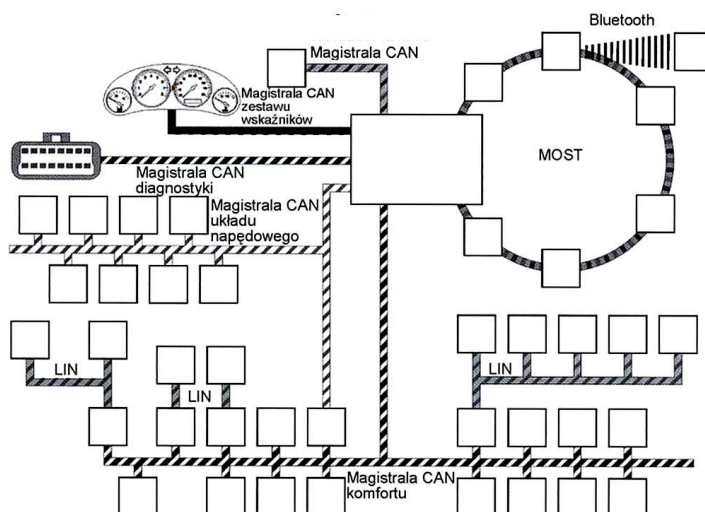 Bluetooth
Magistrala CAN
Magistrala CAN
zestawu
wskaźników
MOST
Magistrala CAN
diagnostyki
Magistrala CAN
układu
napędowego
LIN
LIN
LIN
Magistrala CAN
komfortu